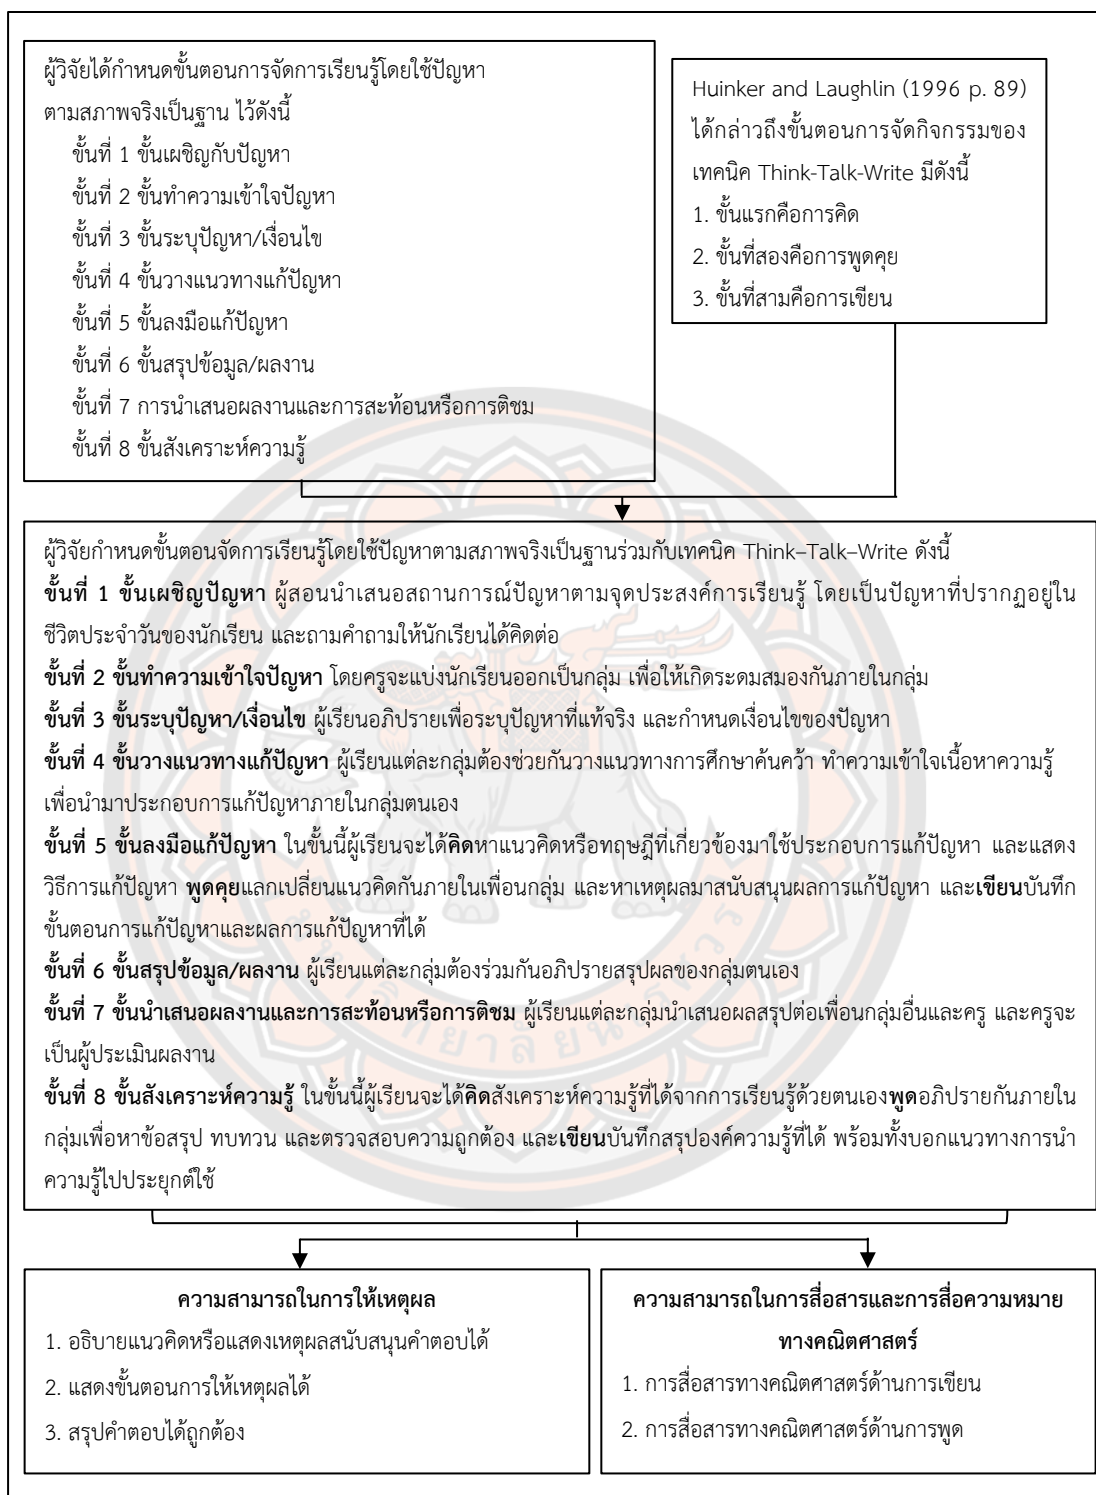 ผู้วิจัยได้กำหนดขั้นตอนการจัดการเรียนรู้โดยใช้ปัญหา
ตามสภาพจริงเป็นฐาน ไว้ดังนี้
ขั้นที่ 1 ขั้นเผชิญกับปัญหา
ขั้นที่ 2 ขั้นทำความเข้าใจปัญหา
ขั้นที่ 3 ขั้นระบุปัญหา/เงื่อนไข
ขั้นที่ 4 ขั้นวางแนวทางแก้ปัญหา
ขั้นที่ 5 ขั้นลงมือแก้ปัญหา
ขั้นที่ 6 ขั้นสรุปข้อมูล/ผลงาน
ขั้นที่ 7 การนำเสนอผลงานและการสะท้อนหรือการติชม
ขั้นที่ 8 ขั้นสังเคราะห์ความรู้
Huinker and Laughlin (1996 p. 89)
ได้กล่าวถึงขั้นตอนการจัดกิจกรรมของ
เทคนิค Think-Talk-Write มีดังนี้
1. ขั้นแรกคือการคิด
2. ขั้นที่สองคือการพูดคุย
3. ขั้นที่สามคือการเขียน
ผู้วิจัยกำหนดขั้นตอนจัดการเรียนรู้โดยใช้ปัญหาตามสภาพจริงเป็นฐานร่วมกับเทคนิค Think–Talk–Write ดังนี้
ขั้นที่ 1 ขั้นเผชิญปัญหา ผู้สอนนำเสนอสถานการณ์ปัญหาตามจุดประสงค์การเรียนรู้ โดยเป็นปัญหาที่ปรากฏอยู่ใน
ชีวิตประจำวันของนักเรียน และถามคำถามให้นักเรียนได้คิดต่อ
ขั้นที่ 2 ขั้นทำความเข้าใจปัญหา โดยครูจะแบ่งนักเรียนออกเป็นกลุ่ม เพื่อให้เกิดระดมสมองกันภายในกลุ่ม
ขั้นที่ 3 ขั้นระบุปัญหา/เงื่อนไข ผู้เรียนอภิปรายเพื่อระบุปัญหาที่แท้จริง และกำหนดเงื่อนไขของปัญหา
ขั้นที่ 4 ขั้นวางแนวทางแก้ปัญหา ผู้เรียนแต่ละกลุ่มต้องช่วยกันวางแนวทางการศึกษาค้นคว้า ทำความเข้าใจเนื้อหาความรู้
เพื่อนำมาประกอบการแก้ปัญหาภายในกลุ่มตนเอง
ขั้นที่ 5 ขั้นลงมือแก้ปัญหา ในขั้นนี้ผู้เรียนจะได้คิดหาแนวคิดหรือทฤษฎีที่เกี่ยวข้องมาใช้ประกอบการแก้ปัญหา และแสดง
วิธีการแก้ปัญหา พูดคุยแลกเปลี่ยนแนวคิดกันภายในเพื่อนกลุ่ม และหาเหตุผลมาสนับสนุนผลการแก้ปัญหา และเขียนบันทึก
ขั้นตอนการแก้ปัญหาและผลการแก้ปัญหาที่ได้
ขั้นที่ 6 ขั้นสรุปข้อมูล/ผลงาน ผู้เรียนแต่ละกลุ่มต้องร่วมกันอภิปรายสรุปผลของกลุ่มตนเอง
ขั้นที่ 7 ขั้นนำเสนอผลงานและการสะท้อนหรือการติชม ผู้เรียนแต่ละกลุ่มนำเสนอผลสรุปต่อเพื่อนกลุ่มอื่นและครู และครูจะ
เป็นผู้ประเมินผลงาน
ขั้นที่ 8 ขั้นสังเคราะห์ความรู้ ในขั้นนี้ผู้เรียนจะได้คิดสังเคราะห์ความรู้ที่ได้จากการเรียนรู้ด้วยตนเองพูดอภิปรายกันภายใน
กลุ่มเพื่อหาข้อสรุป ทบทวน และตรวจสอบความถูกต้อง และเขียนบันทึกสรุปองค์ความรู้ที่ได้ พร้อมทั้งบอกแนวทางการนำ
ความรู้ไปประยุกต์ใช้
ความสามารถในการให้เหตุผล
1. อธิบายแนวคิดหรือแสดงเหตุผลสนับสนุนคำตอบได้
2. แสดงขั้นตอนการให้เหตุผลได้
3. สรุปคำตอบได้ถูกต้อง
ความสามารถในการสื่อสารและการสื่อความหมาย
ทางคณิตศาสตร์
1. การสื่อสารทางคณิตศาสตร์ด้านการเขียน
2. การสื่อสารทางคณิตศาสตร์ด้านการพูด